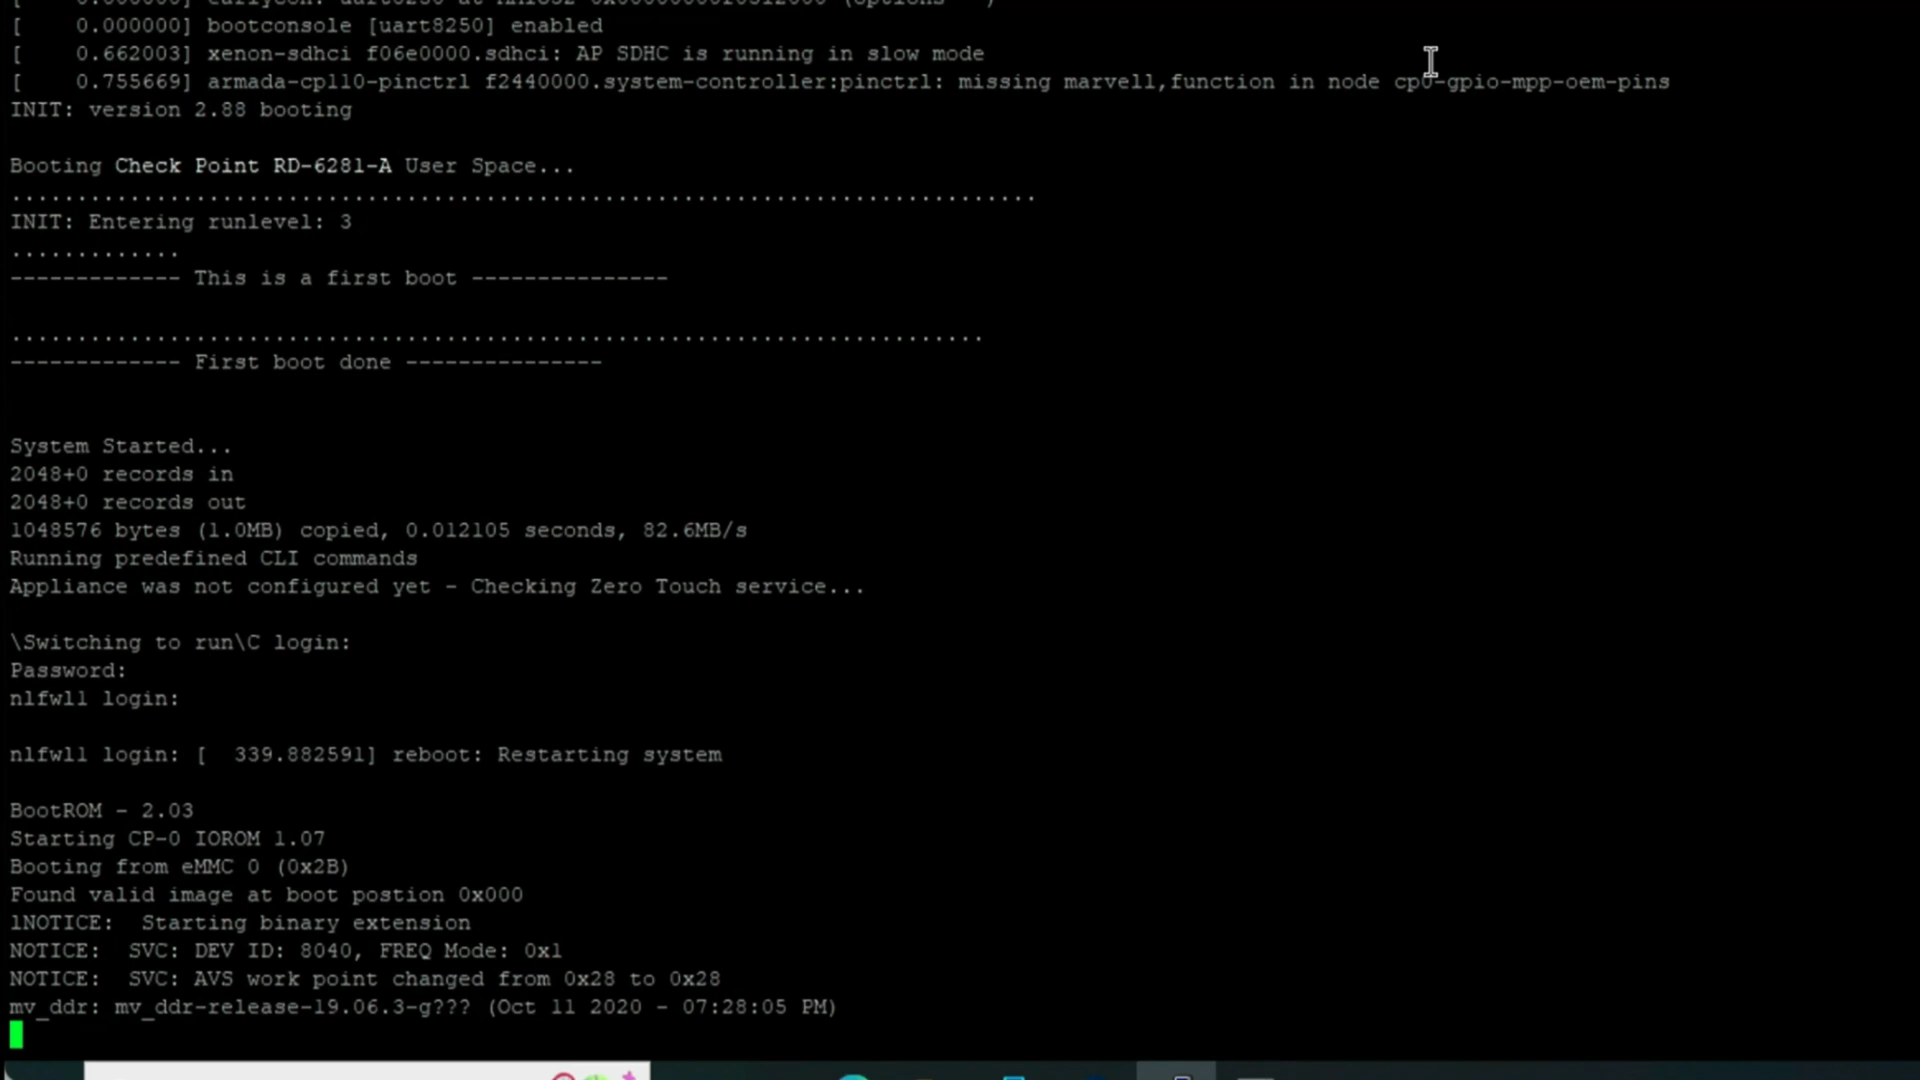 [    0.000000] bootconsole [uart8250] enabled
[    0.662003] xenon-sdhci f06e0000.sdhci: AP SDHC is running in slow mode
[    0.755669] armada-cp110-pinctrl f2440000.system-controller:pinctrl: missing marvell,function in node cp0-gpio-mpp-oem-pins
INIT: version 2.88 booting
Booting Check Point RD-6281-A User Space...
..............................................................................
INIT: Entering runlevel: 3
.............
------------- This is a first boot ---------------
..........................................................................
------------- First boot done ---------------
System Started...
2048+0 records in
2048+0 records out
1048576 bytes (1.0MB) copied, 0.012105 seconds, 82.6MB/s
Running predefined CLI commands
Appliance was not configured yet - Checking Zero Touch service...
\Switching to run\C login:
Password:
nlfwll login:
nlfwll login: [  339.882591] reboot: Restarting system
BootROM - 2.03
Starting CP-0 IOROM 1.07
Booting from eMMC 0 (0x2B)
Found valid image at boot postion 0x000
lNOTICE:  Starting binary extension
NOTICE:  SVC: DEV ID: 8040, FREQ Mode: 0x1
NOTICE:  SVC: AVS work point changed from 0x28 to 0x28
mv_ddr: mv_ddr-release-19.06.3-g??? (Oct 11 2020 - 07:28:05 PM)